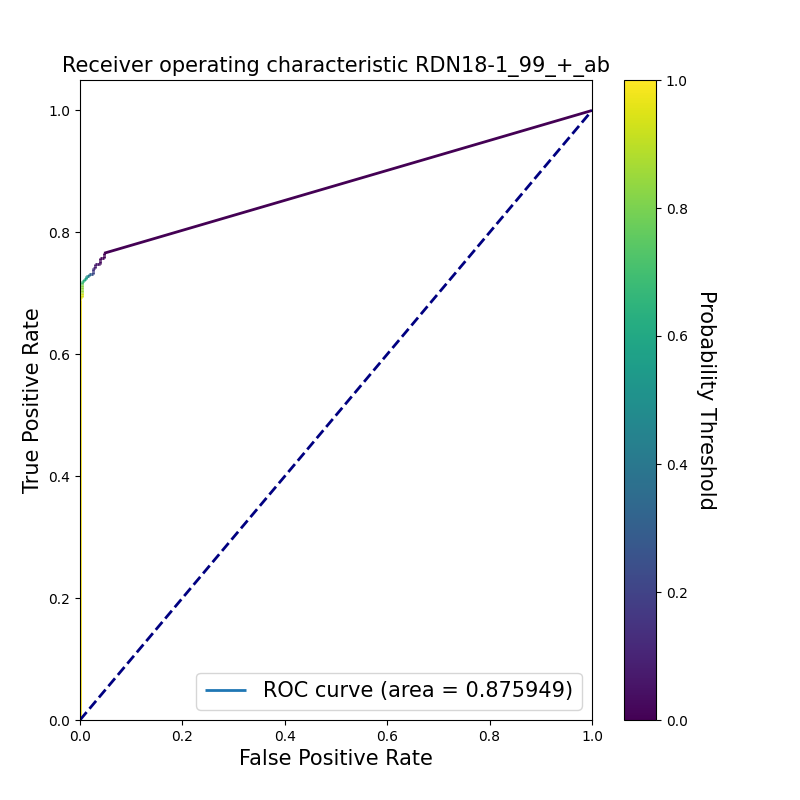 Receiver operating characteristic RDN18-1_99_+_ab
1.0
0.8
0.6
0.4
0.2
0.0
0.0 0.2 0.4 0.6 0.8 1.0
True Positive Rate
False Positive Rate
ROC curve (area = 0.875949)
1.0
0.8
0.6
0.4
0.2
0.0
Probability Threshold